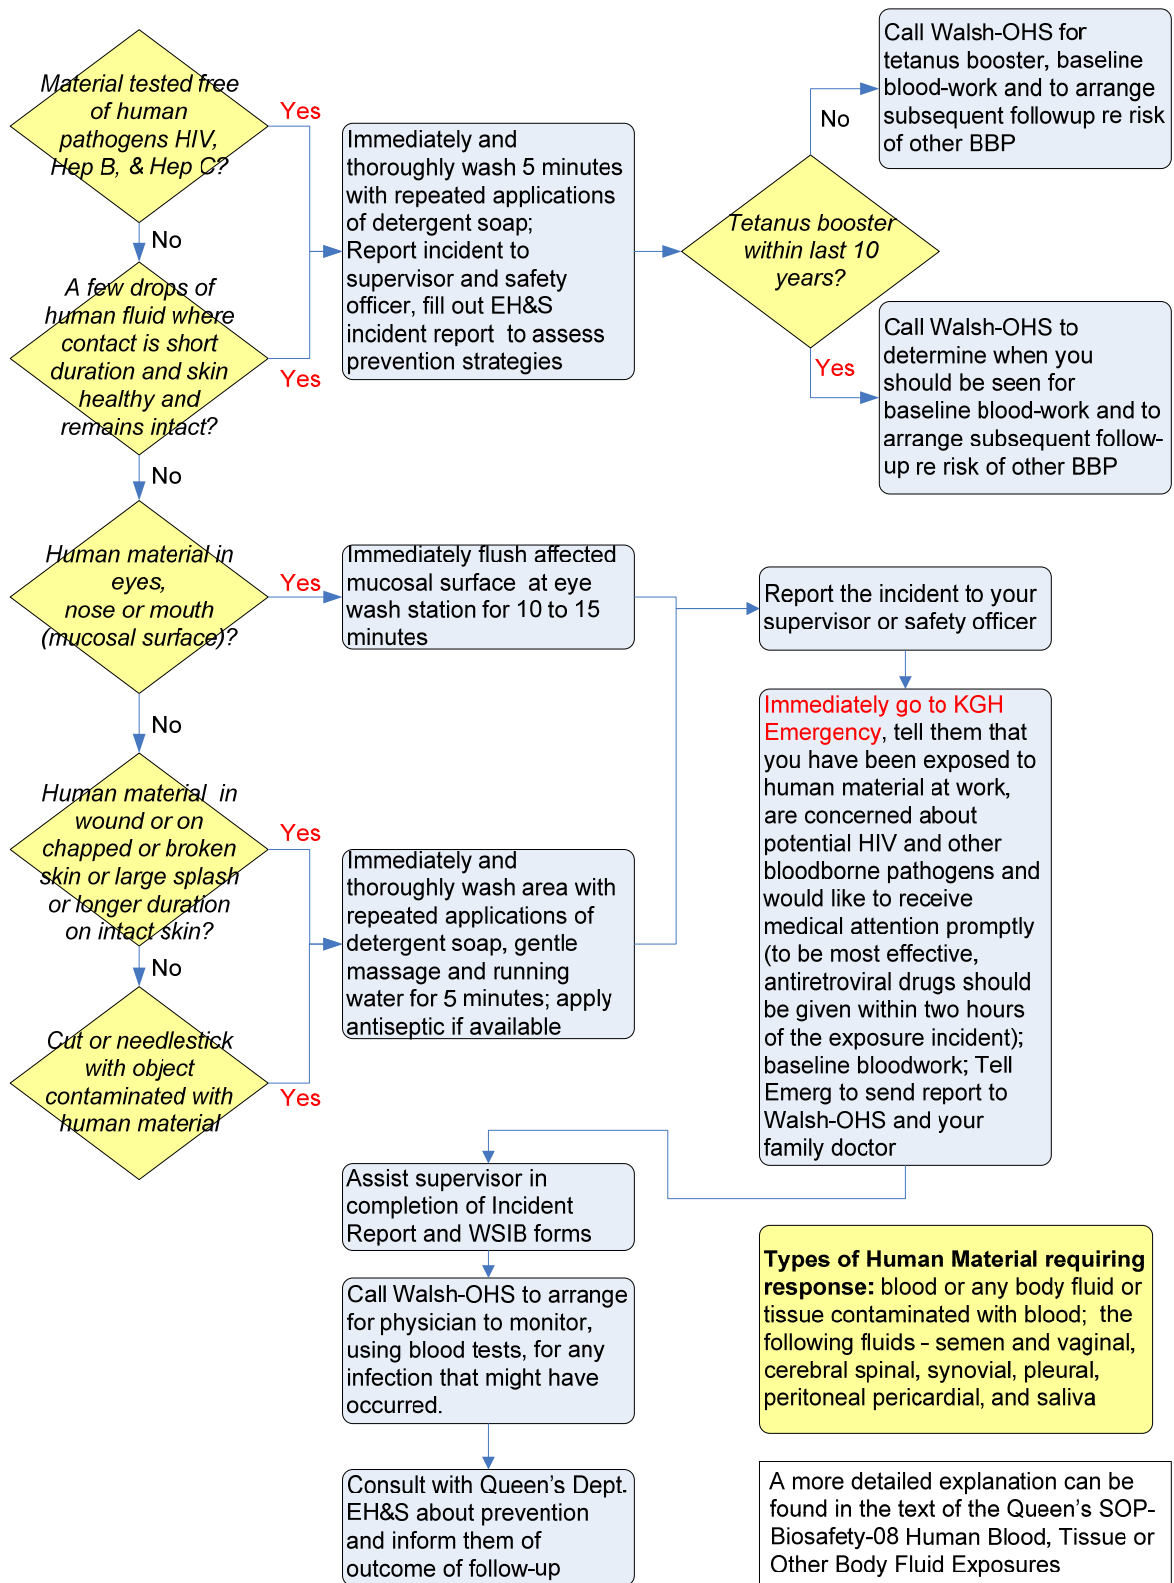 Material tested free
of human
pathogens HIV,
Hep B, & Hep C?
Yes
No
A few drops of
human fluid where
contact is short
duration and skin
healthy and
remains intact?
Yes
No
Immediately and
thoroughly wash 5 minutes
with repeated applications
of detergent soap;
Report incident to
supervisor and safety
officer, fill out EH&S
incident report to assess
prevention strategies
Tetanus booster
within last 10
years?
No
Call Walsh-OHS for
tetanus booster, baseline
blood-work and to arrange
subsequent followup re risk
of other BBP
Yes
Call Walsh-OHS to
determine when you
should be seen for
baseline blood-work and to
arrange subsequent follow-
up re risk of other BBP
Human material in
eyes,
nose or mouth
(mucosal surface)?
Yes
No
Immediately flush affected
mucosal surface at eye
wash station for 10 to 15
minutes
Report the incident to your
supervisor or safety officer
Human material in
wound or on
chapped or broken
skin or large splash
or longer duration
on intact skin?
Yes
No
Immediately and
thoroughly wash area with
repeated applications of
detergent soap, gentle
massage and running
water for 5 minutes; apply
antiseptic if available
Cut or needlestick
with object
contaminated with
human material
Yes
Immediately go to KGH
Emergency, tell them that
you have been exposed to
human material at work,
are concerned about
potential HIV and other
bloodborne pathogens and
would like to receive
medical attention promptly
(to be most effective,
antiretroviral drugs should
be given within two hours
of the exposure incident);
baseline bloodwork; Tell
Emerg to send report to
Walsh-OHS and your
family doctor
Assist supervisor in
completion of Incident
Report and WSIB forms
Call Walsh-OHS to arrange
for physician to monitor,
using blood tests, for any
infection that might have
occurred.
Consult with Queen's Dept.
EH&S about prevention
and inform them of
outcome of follow-up
Types of Human Material requiring
response: blood or any body fluid or
tissue contaminated with blood; the
following fluids - semen and vaginal,
cerebral spinal, synovial, pleural,
peritoneal pericardial, and saliva
A more detailed explanation can be
found in the text of the Queen's SOP-
Biosafety-08 Human Blood, Tissue or
Other Body Fluid Exposures